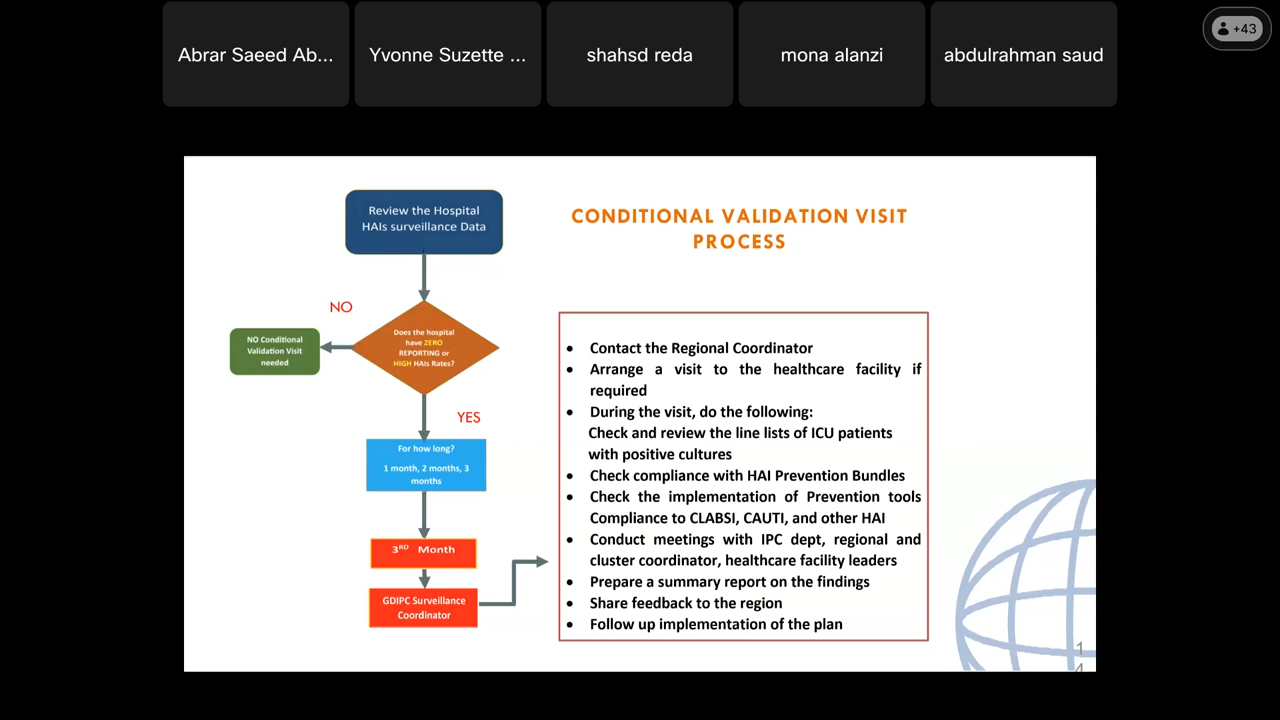 Abrar Saeed Ab...
Yvonne Suzette ...
shahsd reda
mona alanzi
abdulrahman saud
+43
CONDITIONAL VALIDATION VISIT
PROCESS
Review the Hospital
HAIs surveillance Data
NO
Does the hospital
have ZERO
REPORTING or
HIGH HAIs Rates?
NO Conditional
Validation Visit
needed
YES
For how long?
1 month, 2 months, 3
months
3RD Month
GDIPC Surveillance
Coordinator
• Contact the Regional Coordinator
• Arrange a visit to the healthcare facility if
required
• During the visit, do the following:
Check and review the line lists of ICU patients
with positive cultures
• Check compliance with HAI Prevention Bundles
• Check the implementation of Prevention tools
Compliance to CLABSI, CAUTI, and other HAI
• Conduct meetings with IPC dept, regional and
cluster coordinator, healthcare facility leaders
• Prepare a summary report on the findings
• Share feedback to the region
• Follow up implementation of the plan
1
4